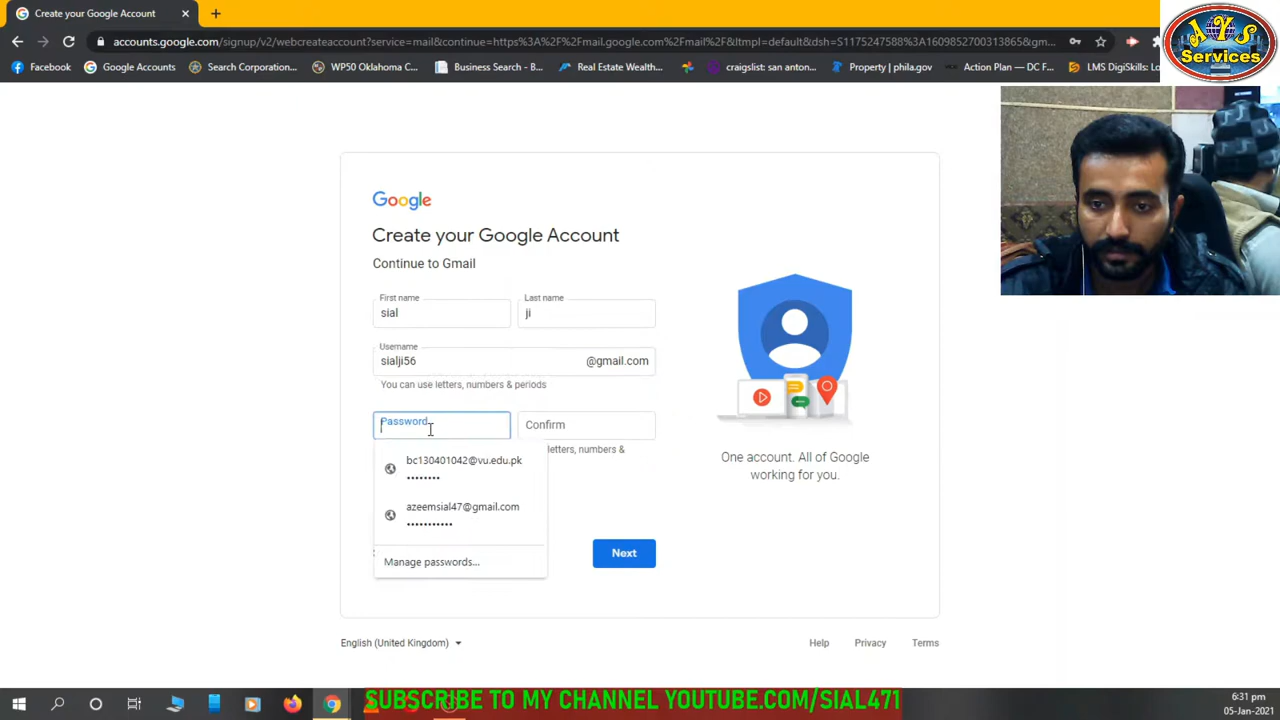 Create your Google Account
accounts.google.com/signup/v2/webcreateaccount?service=mail&continue=https%3A%2F%2Fmail.google.com%2Fmail%2F&ltmpl=default&dsh=S1175247588%3A1609852700313865&gm...
Facebook
Google Accounts
Search Corporation...
WP50 Oklahoma C...
Business Search - B...
Real Estate Wealth...
craigslist: san anton...
Property | phila.gov
Action Plan — DC F...
LMS DigiSkills: Lo
AYS
Services
Google
Create your Google Account
Continue to Gmail
First name
Last name
sial
ji
Username
sialji56
@gmail.com
You can use letters, numbers & periods
Password
Confirm
letters, numbers &
bc130401042@vu.edu.pk
••••••••
azeemsial47@gmail.com
•••••••••••
Manage passwords...
Next
One account. All of Google
working for you.
English (United Kingdom)
Help
Privacy
Terms
SUBSCRIBE TO MY CHANNEL YOUTUBE.COM/SIAL471
6:31 pm
05-Jan-2021